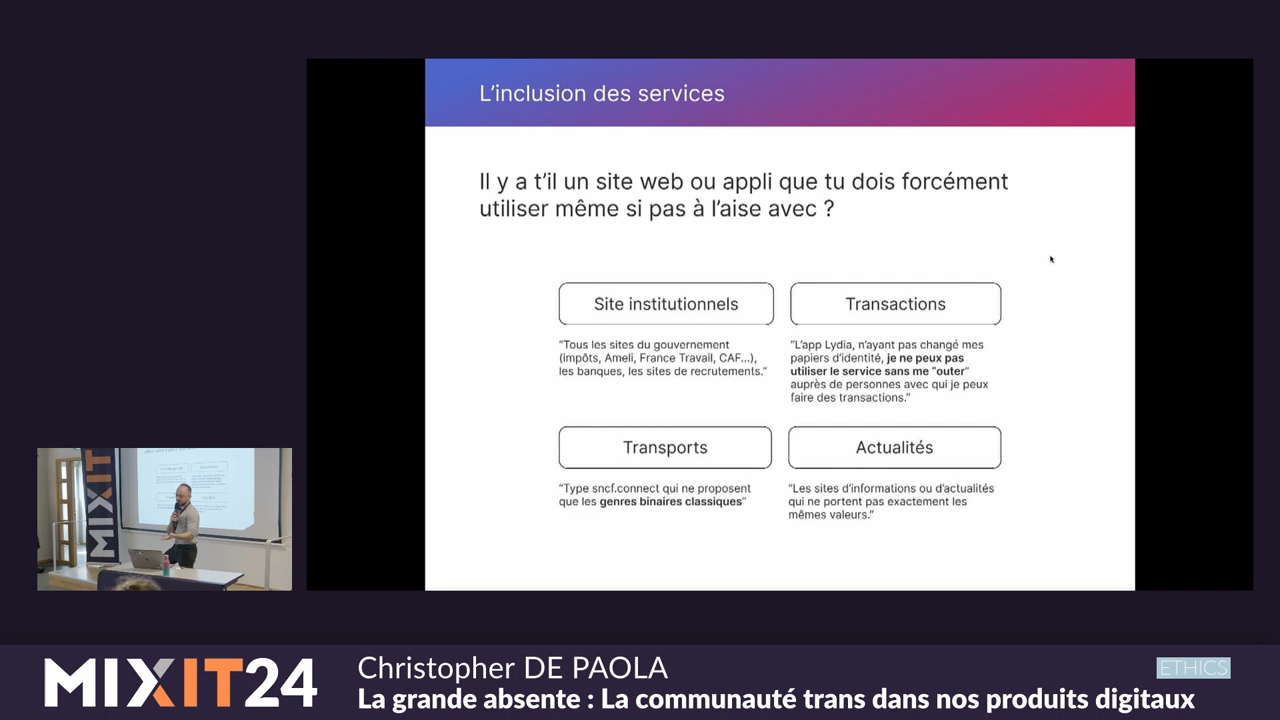 L'inclusion des services
Il y a t'il un site web ou appli que tu dois forcément
utiliser même si pas à l'aise avec ?
Site institutionnels
Transactions
“Tous les sites du gouvernement
(impôts, Ameli, France Travail, CAF...),
les banques, les sites de recrutements.”
“L'app Lydia, n'ayant pas changé mes
papiers d'identité, je ne peux pas
utiliser le service sans me “outer”
auprès de personnes avec qui je peux
faire des transactions.”
Transports
Actualités
“Type sncf.connect qui ne proposent
que les genres binaires classiques”
“Les sites d'informations ou d'actualités
qui ne portent pas exactement les
mêmes valeurs.”
MIXIT
MIXIT24
Christopher DE PAOLA
La grande absente : La communauté trans dans nos produits digitaux
ETHICS